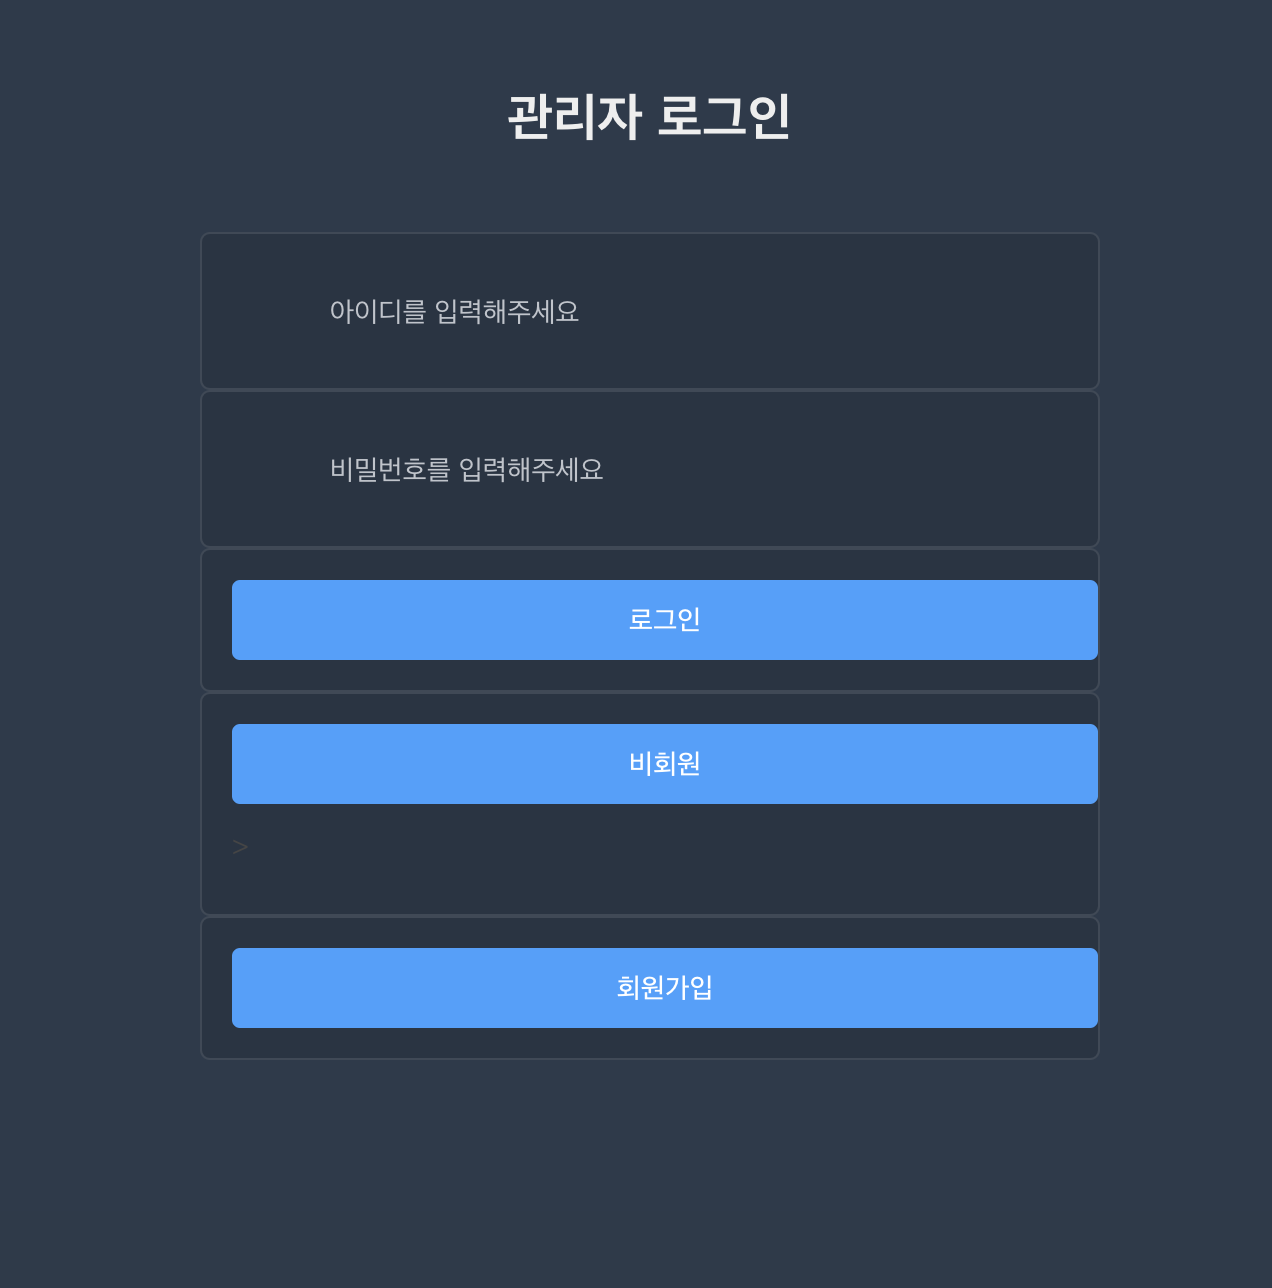 관리자 로그인
아이디를 입력해주세요
비밀번호를 입력해주세요
로그인
비회원
>
회원가입